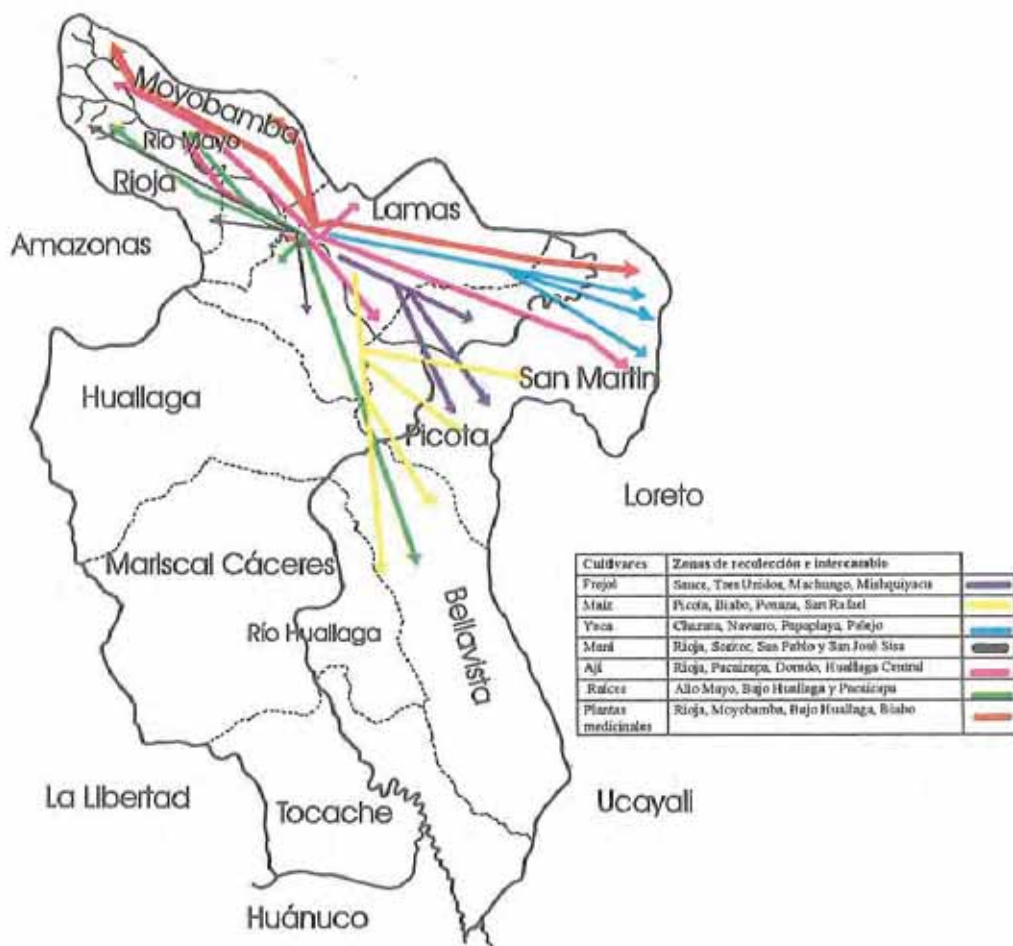 Moyobamba
Río Mayo
Rioja
Lamas
Amazonas
San Martín
Huallaga
Picota
Loreto
Mariscal Cáceres
Río Huallaga
Bellavista
La Libertad
Tocache
Ucayali
Huánuco
Cultivares Zonas de recolección e intercambio
Frejol Sauce, Tres Unidos, Machungo, Mishquiyacu
Maíz Picota, Biabo, Ponaza, San Rafael
Yuca Chazuta, Navarro, Papaplaya, Pelejo
Maní Rioja, Soritor, San Pablo y San José Sisa
Ají Rioja, Pacaizapa, Dorado, Huallaga Central
Raíces Alto Mayo, Bajo Huallaga y Pacaizapa
Plantas Rioja, Moyobamba, Bajo Huallaga, Biabo
medicinales